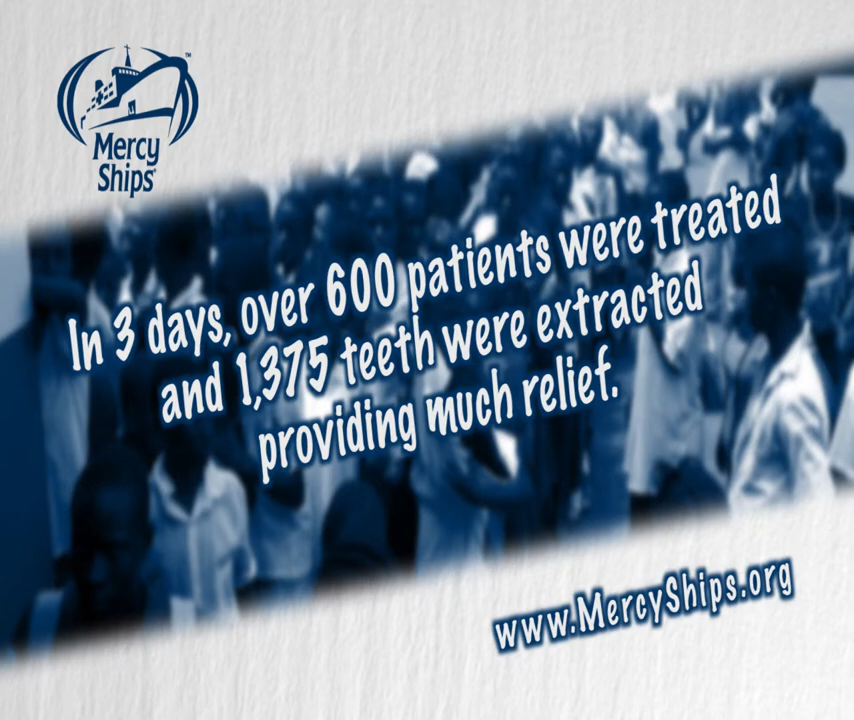 Mercy
Ships
In 3 days, over 600 patients were treated
and 1,375 teeth were extracted
providing much relief.
www.MercyShips.org